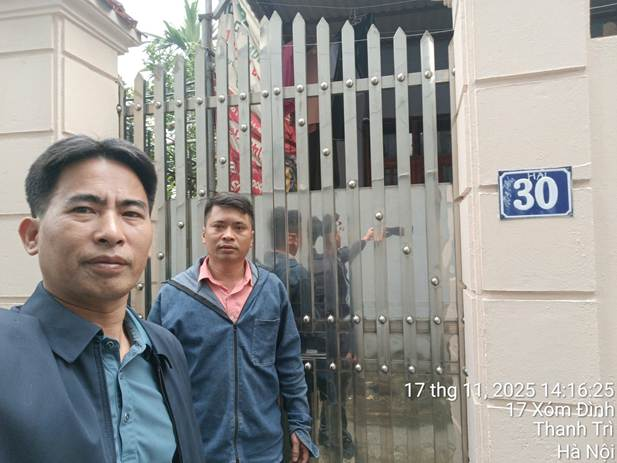 HẢI
30
17 thg 11, 2025 14:16:25
17 Xóm Đình
Thanh Trì
Hà Nội